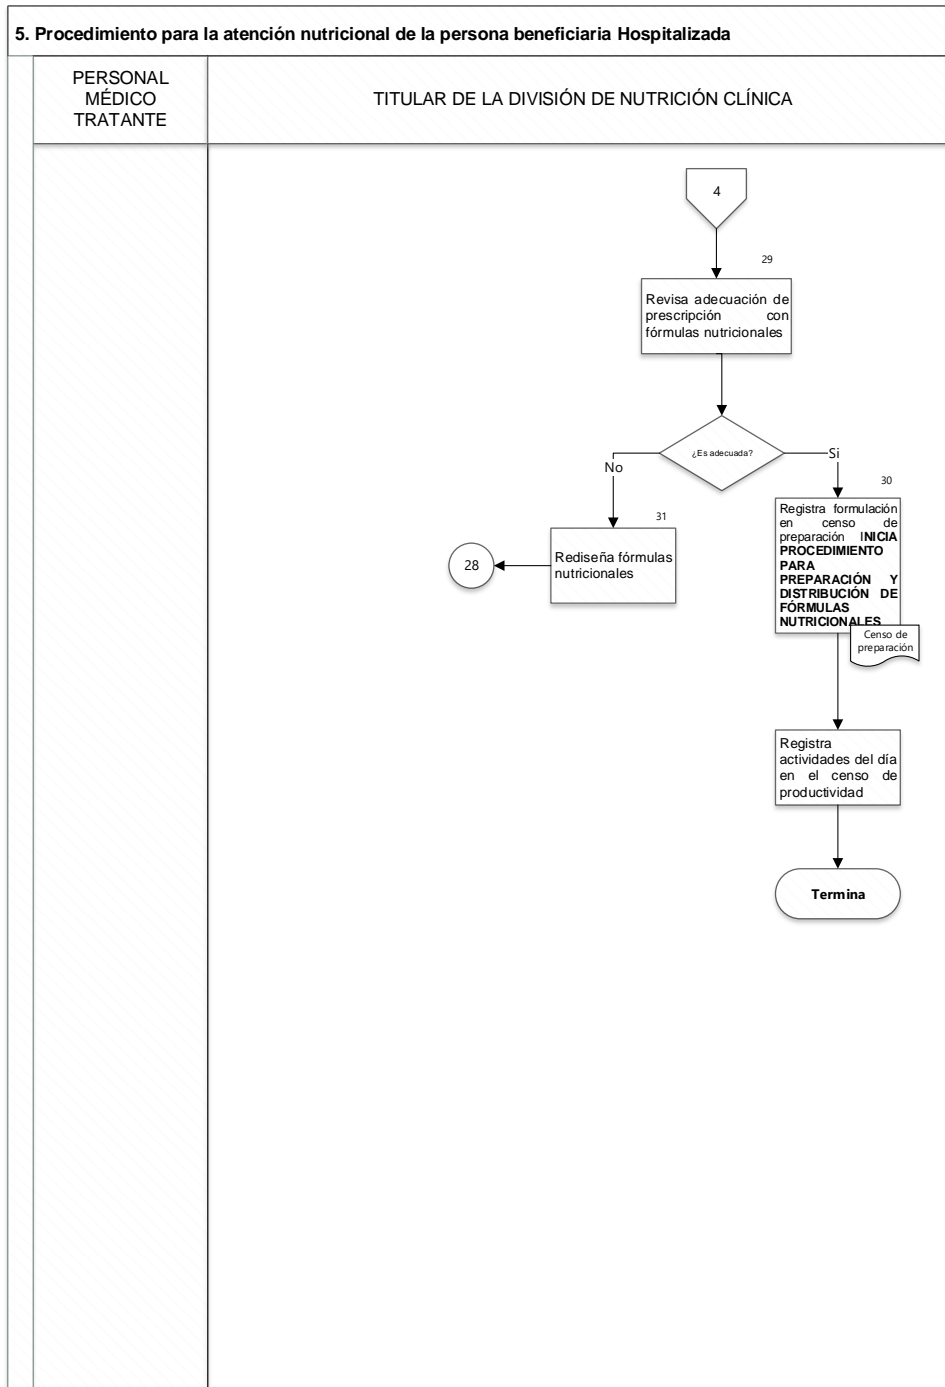 5. Procedimiento para la atención nutricional de la persona beneficiaria Hospitalizada
PERSONAL
MÉDICO
TRATANTE
TITULAR DE LA DIVISIÓN DE NUTRICIÓN CLÍNICA
4
29
Revisa adecuación de
prescripción con
fórmulas nutricionales
¿Es adecuada?
No
Si
30
Registra formulación
en censo de
preparación INICIA
PROCEDIMIENTO
PARA
PREPARACIÓN Y
DISTRIBUCIÓN DE
FÓRMULAS
NUTRICIONALES
Censo de
preparación
31
Rediseña fórmulas
nutricionales
28
Registra
actividades del día
en el censo de
productividad
Termina